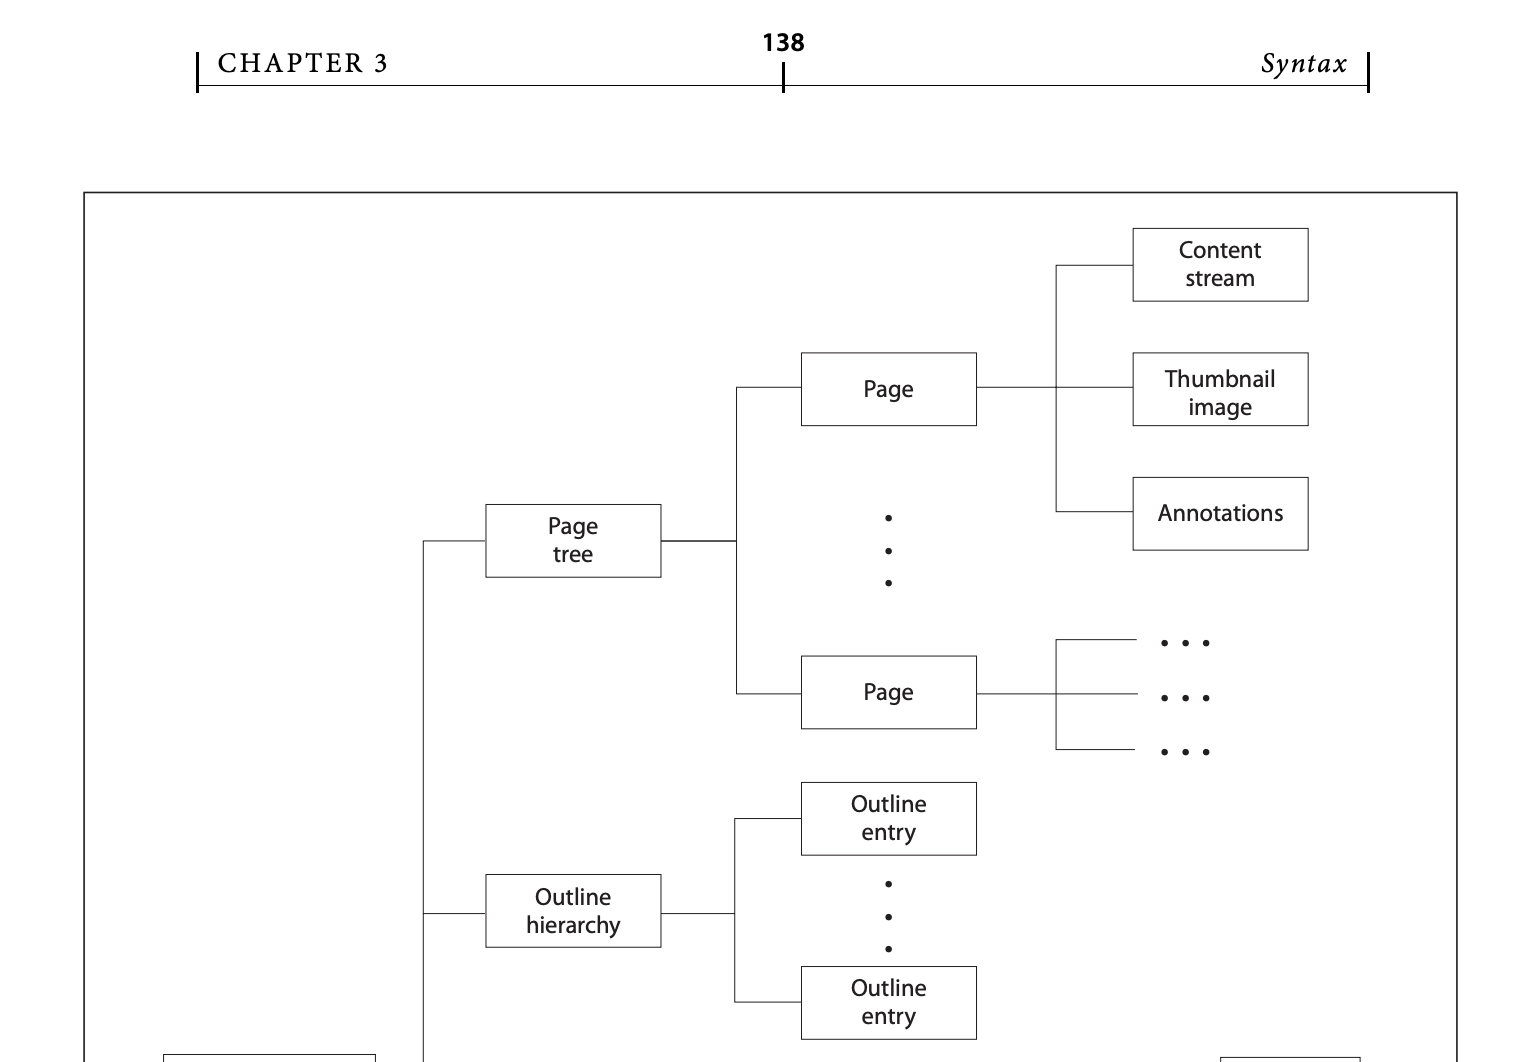 138
CHAPTER 3
Syntax
Content
stream
Page
Thumbnail
image
Annotations
Page
tree
• • •
Page
• • •
• • •
• • •
Outline
entry
Outline
hierarchy
• • •
Outline
entry